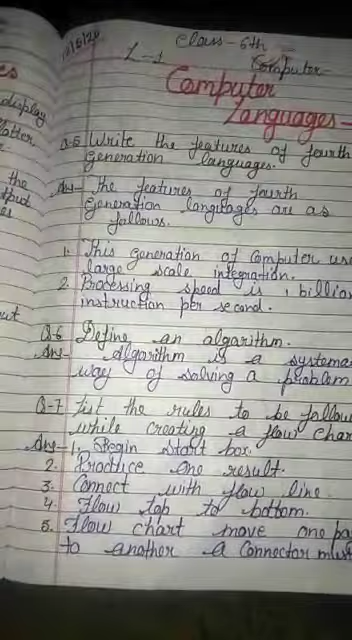 Class - 6th
L-1 Computer
Computer
Languages-
Q-5 Write the features of fourth
Generation languages.
Ans- The features of fourth
Generation languages are as
follows.
1. This generation of Computer use
large scale integration.
2. Processing speed is 1 billion
instruction per second.
Q-6 Define an algorithm.
Ans- Algorithm is a systema
way of solving a problem
Q-7 List the rules to be follow
while creating a flow char
Ans-1. Begin start box.
2. Practice one result.
3. Connect with flow line.
4. Flow top to bottom.
5. Flow chart move one pa
to another a Connector must
display
latter
the